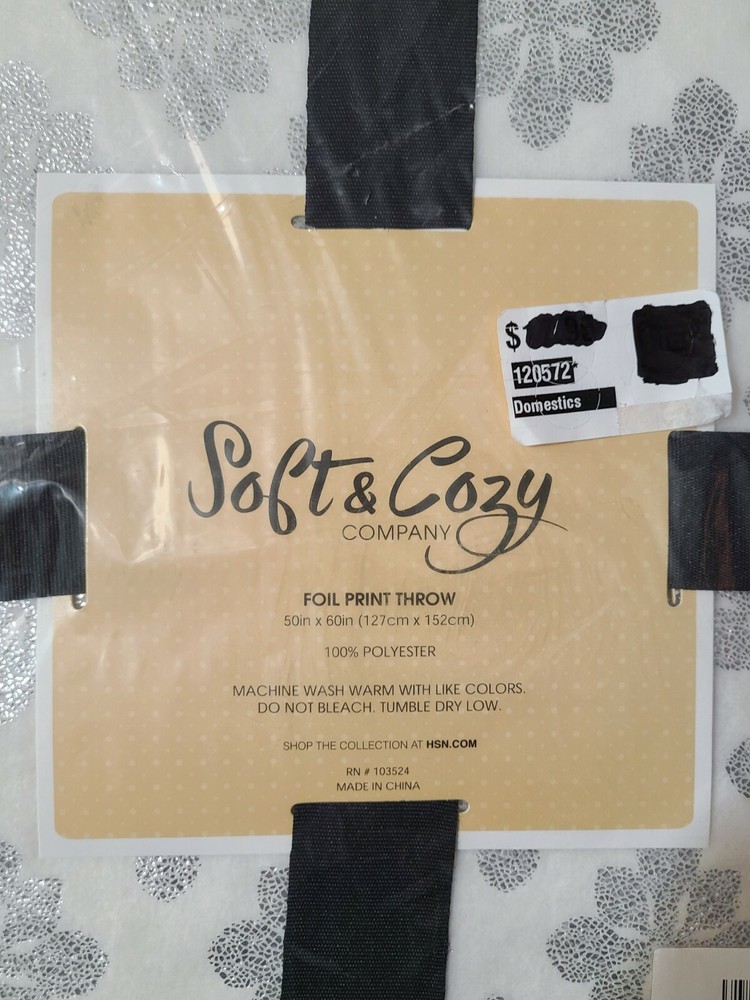 $
120572
Domestics
Soft & Cozy
COMPANY
FOIL PRINT THROW
50in x 60in (127cm x 152cm)
100% POLYESTER
MACHINE WASH WARM WITH LIKE COLORS.
DO NOT BLEACH. TUMBLE DRY LOW.
SHOP THE COLLECTION AT HSN.COM
RN # 103524
MADE IN CHINA